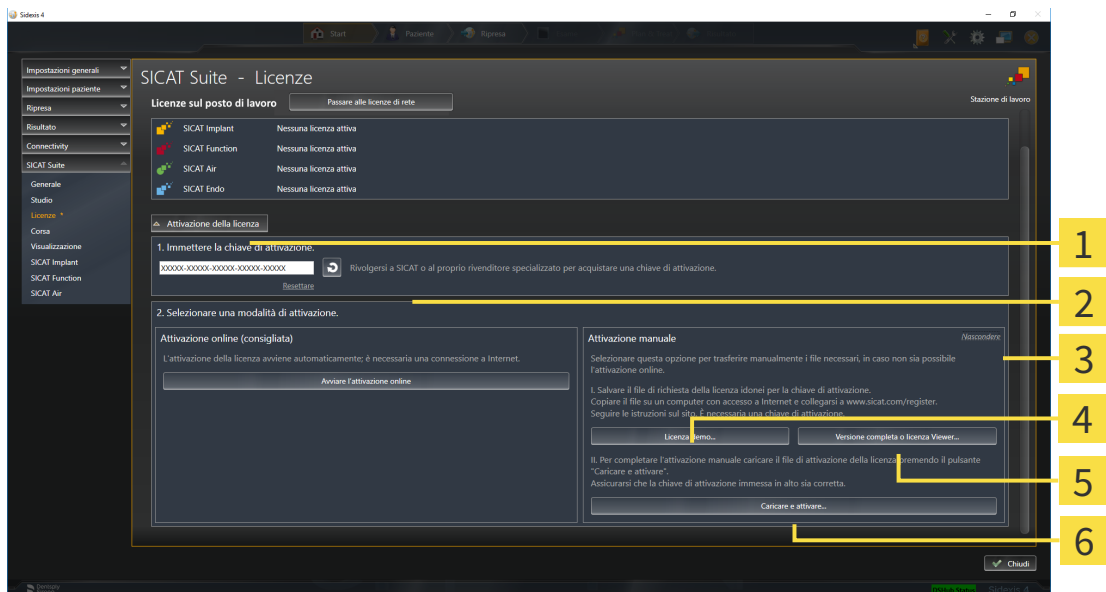 Sidexis 4
Start
Paziente
Ripresa
Impostazioni generali
Impostazioni paziente
Ripresa
Risultato
Connectivity
SICAT Suite
Generale
Studio
Licenze *
Corsa
Visualizzazione
SICAT Implant
SICAT Function
SICAT Air
SICAT Suite - Licenze
Stazione di lavoro
Licenze sul posto di lavoro
Passare alle licenze di rete
SICAT Implant Nessuna licenza attiva
SICAT Function Nessuna licenza attiva
SICAT Air Nessuna licenza attiva
SICAT Endo Nessuna licenza attiva
Attivazione della licenza
1. Immettere la chiave di attivazione.
XXXXX-XXXXX-XXXXX-XXXXX-XXXXX
Rivolgersi a SICAT o al proprio rivenditore specializzato per acquistare una chiave di attivazione.
Resettare
2. Selezionare una modalità di attivazione.
Attivazione online (consigliata)
L'attivazione della licenza avviene automaticamente; è necessaria una connessione a Internet.
Avviare l'attivazione online
Attivazione manuale
Nascondere
Selezionare questa opzione per trasferire manualmente i file necessari, in caso non sia possibile
l'attivazione online.
I. Salvare il file di richiesta della licenza idonei per la chiave di attivazione.
Copiare il file su un computer con accesso a Internet e collegarsi a www.sicat.com/register.
Seguire le istruzioni sul sito. È necessaria una chiave di attivazione.
Licenza demo...
Versione completa o licenza Viewer...
II. Per completare l'attivazione manuale caricare il file di attivazione della licenza premendo il pulsante
"Caricare e attivare".
Assicurarsi che la chiave di attivazione immessa in alto sia corretta.
Caricare e attivare...
Chiudi
Dentsply
Sidexis 4
1
2
3
4
5
6